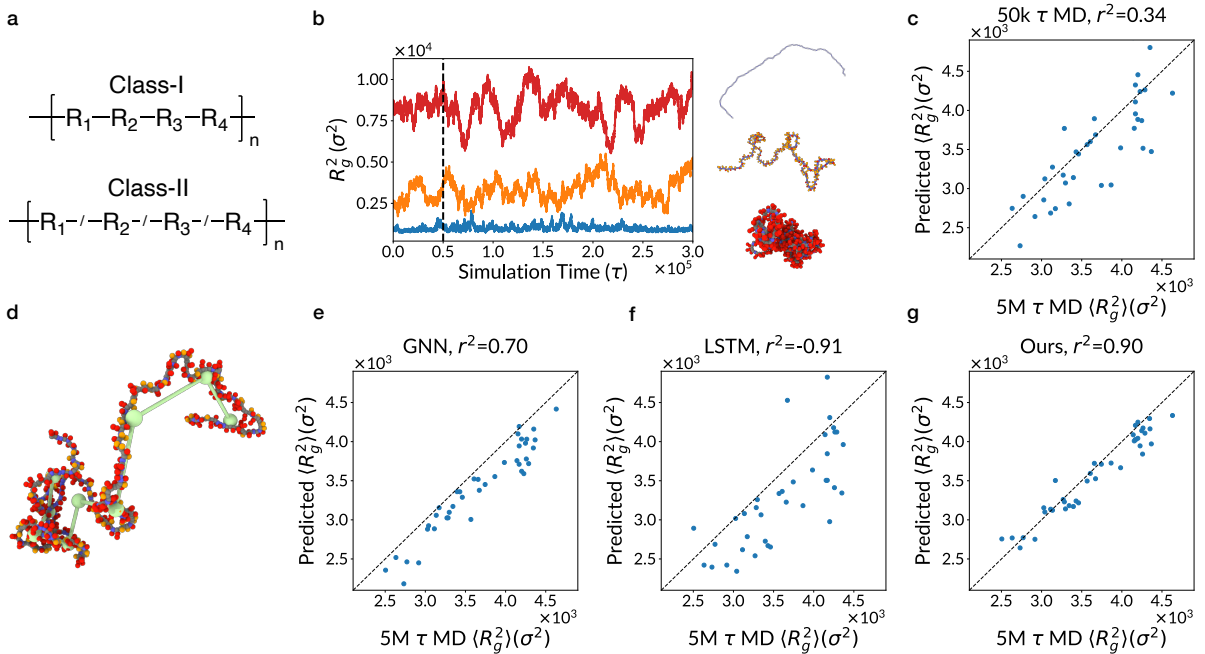 a
Class-I
R1 R2 R3 R4
n
Class-II
R1 -/- R2 -/- R3 -/- R4
n
b
×10^4
R_g^2 (σ^2)
1.00
0.75
0.50
0.25
0.0 0.5 1.0 1.5 2.0 2.5 3.0
Simulation Time (τ) ×10^5
c
50k τ MD, r^2=0.34
×10^3
Predicted ⟨R_g^2⟩(σ^2)
4.5
4.0
3.5
3.0
2.5
2.5 3.0 3.5 4.0 4.5
×10^3
5M τ MD ⟨R_g^2⟩(σ^2)
d
e
GNN, r^2=0.70
×10^3
Predicted ⟨R_g^2⟩(σ^2)
4.5
4.0
3.5
3.0
2.5
2.5 3.0 3.5 4.0 4.5
×10^3
5M τ MD ⟨R_g^2⟩(σ^2)
f
LSTM, r^2=-0.91
×10^3
Predicted ⟨R_g^2⟩(σ^2)
4.5
4.0
3.5
3.0
2.5
2.5 3.0 3.5 4.0 4.5
×10^3
5M τ MD ⟨R_g^2⟩(σ^2)
g
Ours, r^2=0.90
×10^3
Predicted ⟨R_g^2⟩(σ^2)
4.5
4.0
3.5
3.0
2.5
2.5 3.0 3.5 4.0 4.5
×10^3
5M τ MD ⟨R_g^2⟩(σ^2)